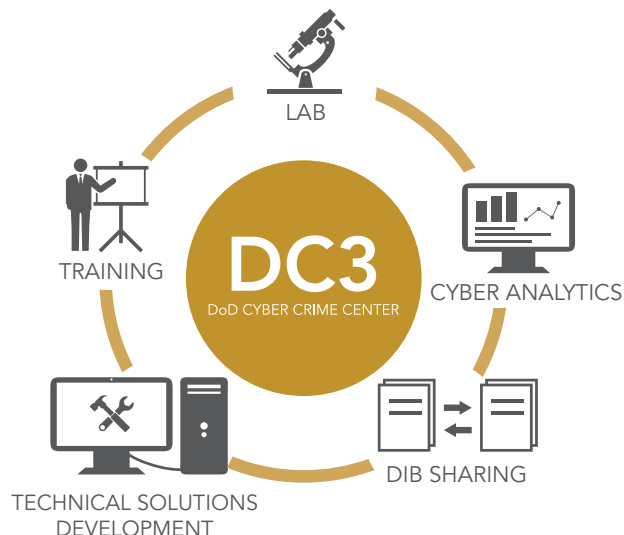 LAB
TRAINING
DC3
DoD CYBER CRIME CENTER
CYBER ANALYTICS
DIB SHARING
TECHNICAL SOLUTIONS
DEVELOPMENT